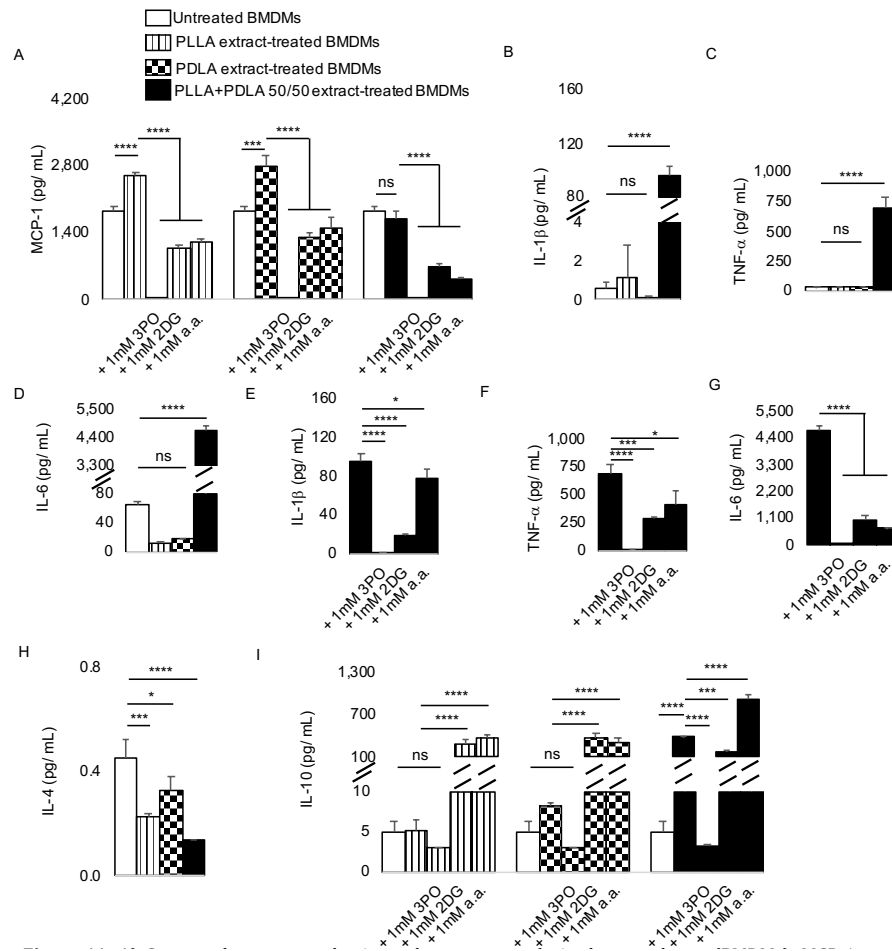 Untreated BMDMs
PLLA extract-treated BMDMs
PDLA extract-treated BMDMs
PLLA+PDLA 50/50 extract-treated BMDMs
A
MCP-1 (pg/ mL)
4,200
2,800
1,400
0
****
****
***
****
ns
****
+ 1mM 3PO
+ 1mM 2DG
+ 1mM a.a.
+ 1mM 3PO
+ 1mM 2DG
+ 1mM a.a.
+ 1mM 3PO
+ 1mM 2DG
+ 1mM a.a.
B
IL-1β (pg/ mL)
160
120
80
4
2
0
****
ns
C
TNF-α (pg/ mL)
1,000
750
500
250
0
****
ns
D
IL-6 (pg/ mL)
5,500
4,400
3,300
80
40
0
****
ns
E
IL-1β (pg/ mL)
160
120
80
40
0
*
****
****
+ 1mM 3PO
+ 1mM 2DG
+ 1mM a.a.
F
TNF-α (pg/ mL)
1,000
750
500
250
0
*
***
****
+ 1mM 3PO
+ 1mM 2DG
+ 1mM a.a.
G
IL-6 (pg/ mL)
5,500
4,400
3,300
2,200
1,100
0
****
+ 1mM 3PO
+ 1mM 2DG
+ 1mM a.a.
H
IL-4 (pg/ mL)
0.8
0.4
0.0
****
*
***
I
IL-10 (pg/ mL)
1,300
700
100
10
5
0
****
****
ns
****
****
ns
****
***
****
****
+ 1mM 3PO
+ 1mM 2DG
+ 1mM a.a.
+ 1mM 3PO
+ 1mM 2DG
+ 1mM a.a.
+ 1mM 3PO
+ 1mM 2DG
+ 1mM a.a.